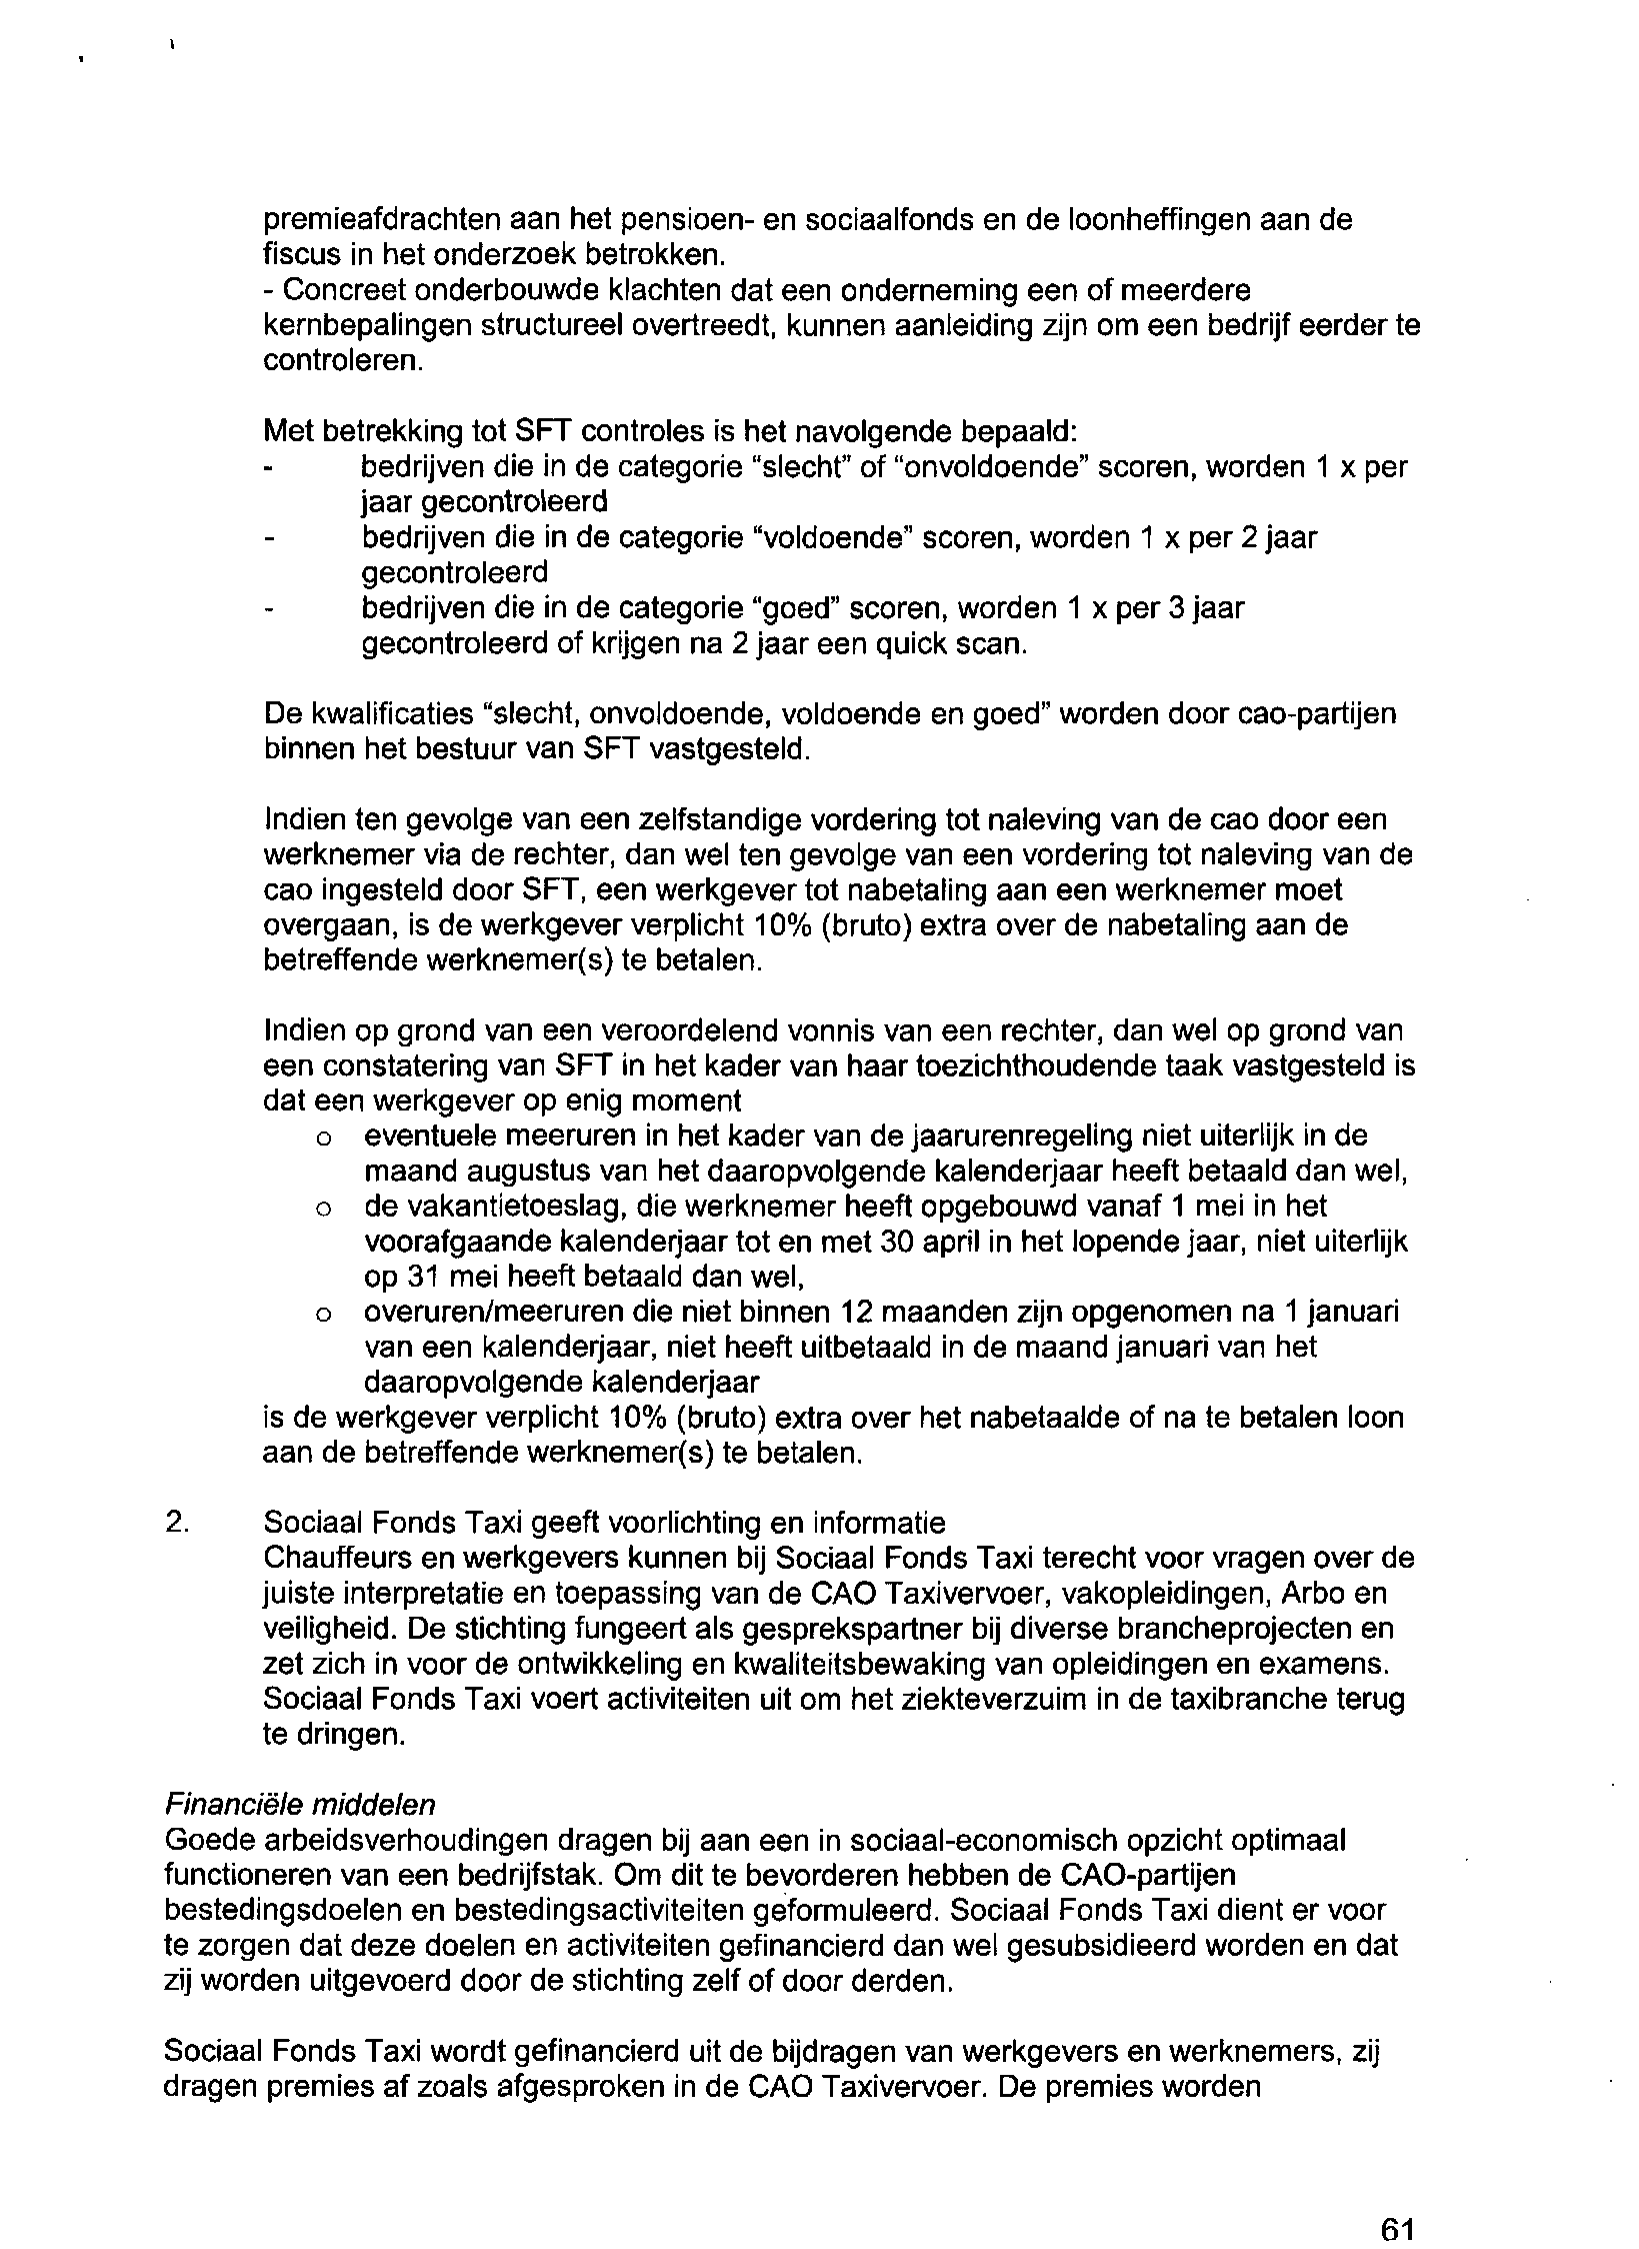 premieafdrachten aan het pensioen- en sociaalfonds en de loonheffingen aan de
fiscus in het onderzoek betrokken.
- Concreet onderbouwde klachten dat een onderneming een of meerdere
kernbepalingen structureel overtreedt, kunnen aanleiding zijn om een bedrijf eerder te
controleren.
Met betrekking tot SFT controles is het navolgende bepaald:
- bedrijven die in de categorie “slecht” of “onvoldoende” scoren, worden 1 x per
jaar gecontroleerd
- bedrijven die in de categorie “voldoende” scoren, worden 1 x per 2 jaar
gecontroleerd
- bedrijven die in de categorie “goed” scoren, worden 1 x per 3 jaar
gecontroleerd of krijgen na 2 jaar een quick scan.
De kwalificaties “slecht, onvoldoende, voldoende en goed” worden door cao-partijen
binnen het bestuur van SFT vastgesteld.
Indien ten gevolge van een zelfstandige vordering tot naleving van de cao door een
werknemer via de rechter, dan wel ten gevolge van een vordering tot naleving van de
cao ingesteld door SFT, een werkgever tot nabetaling aan een werknemer moet
overgaan, is de werkgever verplicht 10% (bruto) extra over de nabetaling aan de
betreffende werknemer(s) te betalen.
Indien op grond van een veroordelend vonnis van een rechter, dan wel op grond van
een constatering van SFT in het kader van haar toezichthoudende taak vastgesteld is
dat een werkgever op enig moment
o eventuele meeruren in het kader van de jaarurenregeling niet uiterlijk in de
maand augustus van het daaropvolgende kalenderjaar heeft betaald dan wel,
o de vakantietoeslag, die werknemer heeft opgebouwd vanaf 1 mei in het
voorafgaande kalenderjaar tot en met 30 april in het lopende jaar, niet uiterlijk
op 31 mei heeft betaald dan wel,
o overuren/meeruren die niet binnen 12 maanden zijn opgenomen na 1 januari
van een kalenderjaar, niet heeft uitbetaald in de maand januari van het
daaropvolgende kalenderjaar
is de werkgever verplicht 10% (bruto) extra over het nabetaalde of na te betalen loon
aan de betreffende werknemer(s) te betalen.
2. Sociaal Fonds Taxi geeft voorlichting en informatie
Chauffeurs en werkgevers kunnen bij Sociaal Fonds Taxi terecht voor vragen over de
juiste interpretatie en toepassing van de CAO Taxivervoer, vakopleidingen, Arbo en
veiligheid. De stichting fungeert als gesprekspartner bij diverse brancheprojecten en
zet zich in voor de ontwikkeling en kwaliteitsbewaking van opleidingen en examens.
Sociaal Fonds Taxi voert activiteiten uit om het ziekteverzuim in de taxibranche terug
te dringen.
Financiële middelen
Goede arbeidsverhoudingen dragen bij aan een in sociaal-economisch opzicht optimaal
functioneren van een bedrijfstak. Om dit te bevorderen hebben de CAO-partijen
bestedingsdoelen en bestedingsactiviteiten geformuleerd. Sociaal Fonds Taxi dient er voor
te zorgen dat deze doelen en activiteiten gefinancierd dan wel gesubsidieerd worden en dat
zij worden uitgevoerd door de stichting zelf of door derden.
Sociaal Fonds Taxi wordt gefinancierd uit de bijdragen van werkgevers en werknemers, zij
dragen premies af zoals afgesproken in de CAO Taxivervoer. De premies worden
61